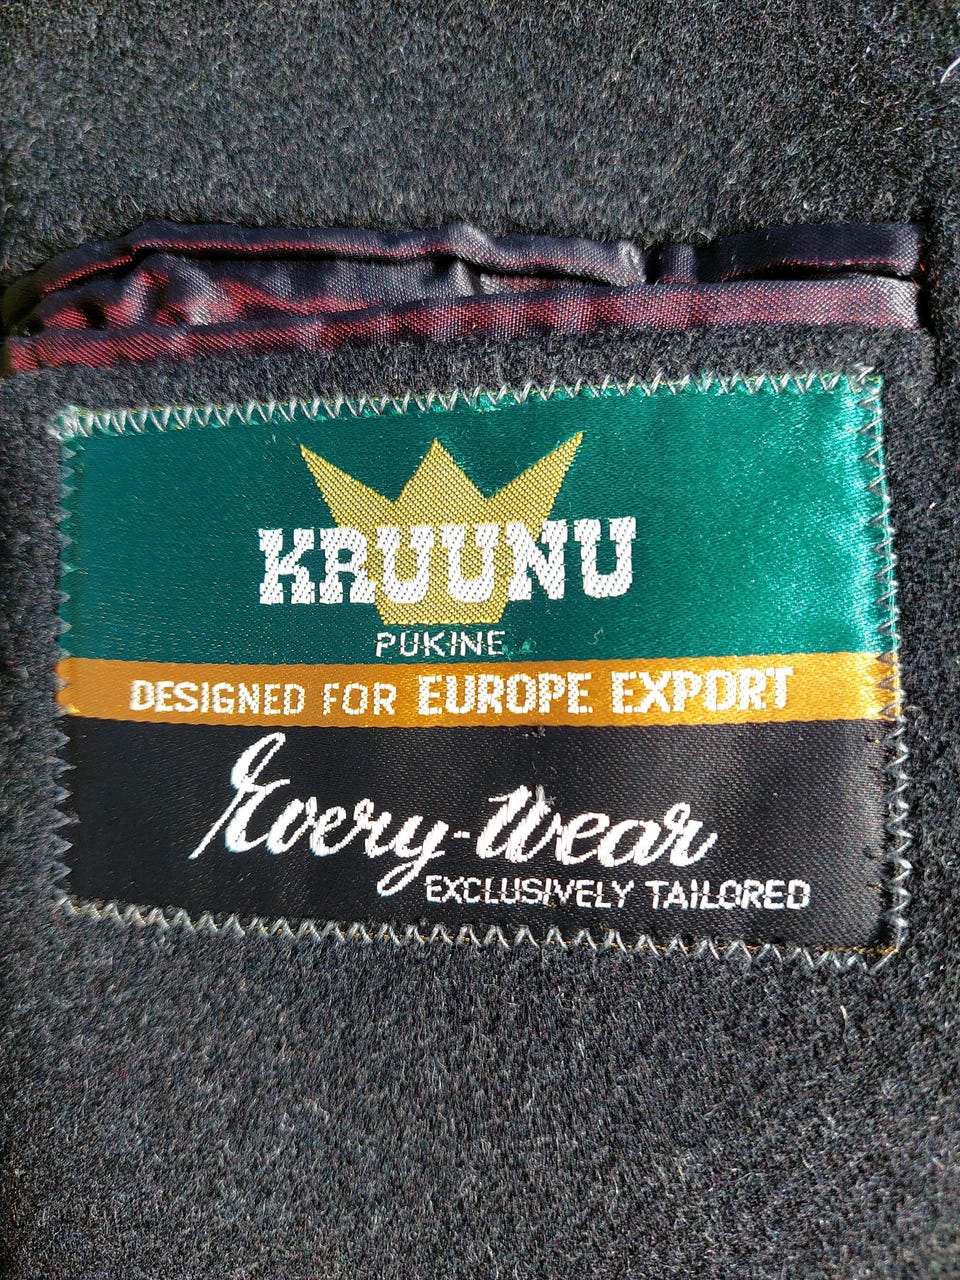 KRUUNU
PUKINE
DESIGNED FOR EUROPE EXPORT
Every-Wear
EXCLUSIVELY TAILORED